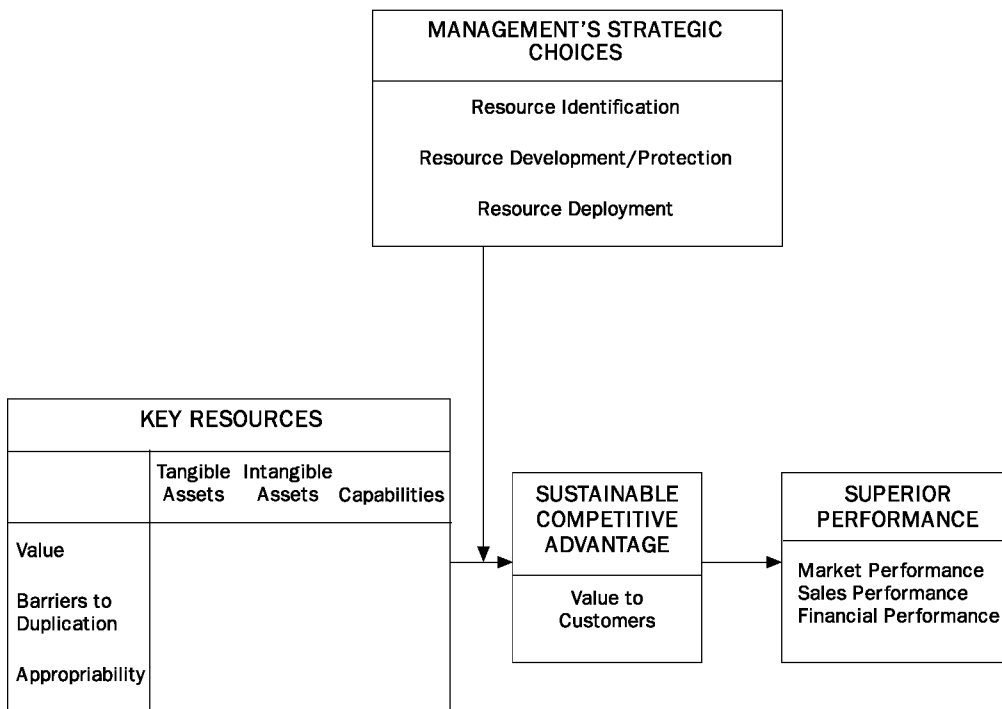 MANAGEMENT'S STRATEGIC
CHOICES
Resource Identification
Resource Development/Protection
Resource Deployment
KEY RESOURCES
Tangible
Assets
Intangible
Assets
Capabilities
Value
Barriers to
Duplication
Appropriability
SUSTAINABLE
COMPETITIVE
ADVANTAGE
Value to
Customers
SUPERIOR
PERFORMANCE
Market Performance
Sales Performance
Financial Performance